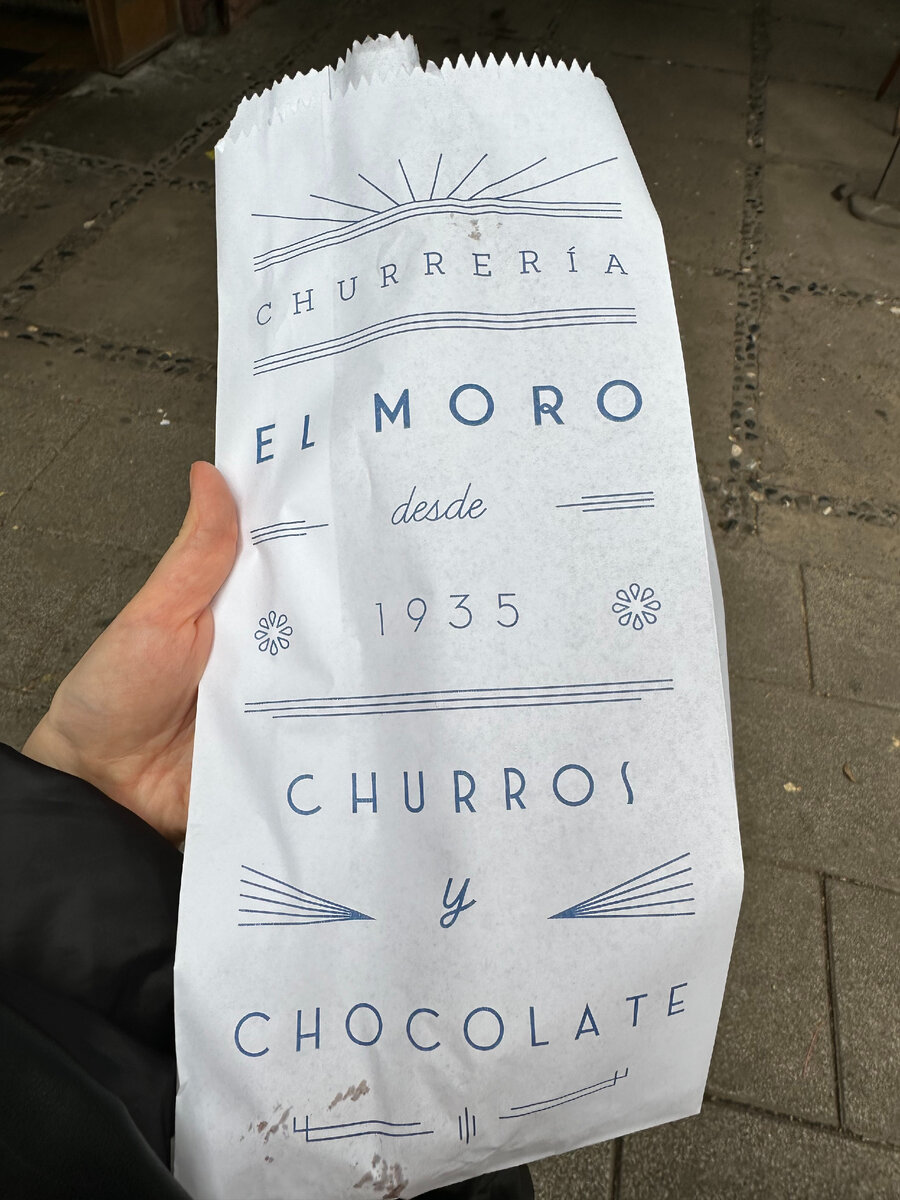 CHURRERÍA
EL MORO
desde
1935
CHURROS
y
CHOCOLATE